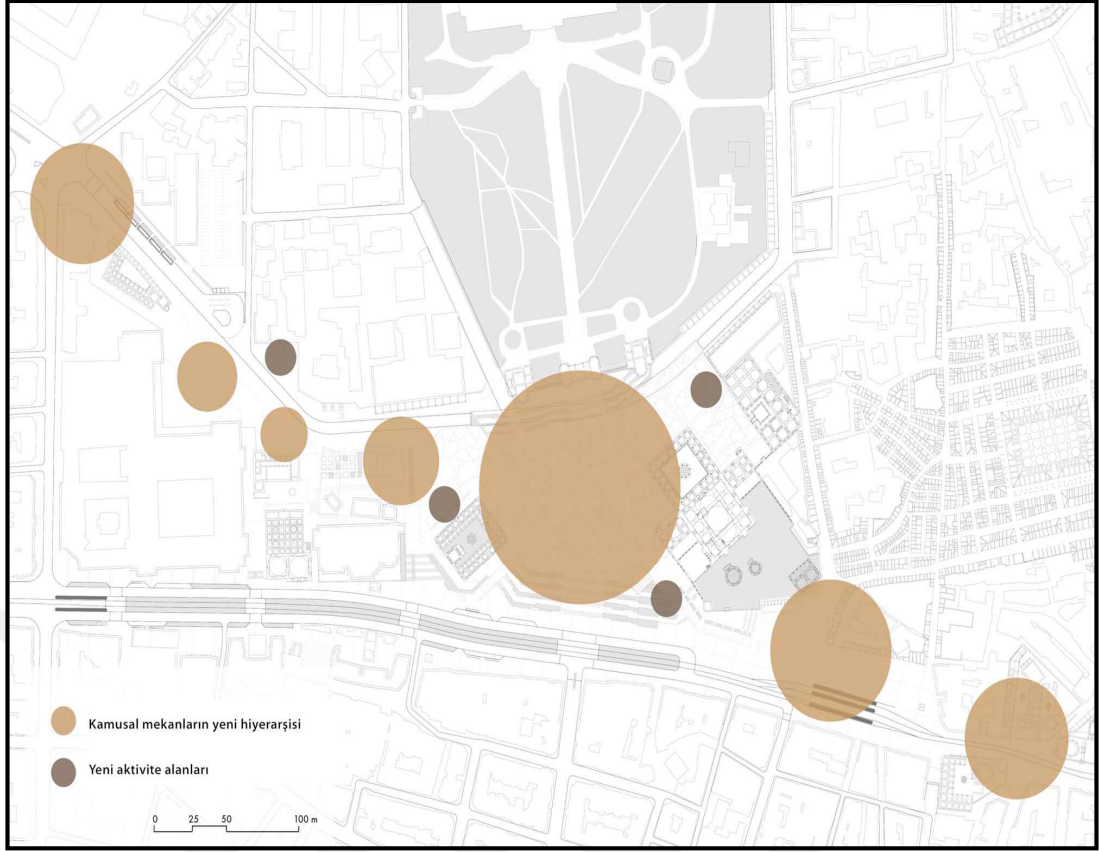 Kamusal mekanların yeni hiyerarşisi
Yeni aktivite alanları
0 25 50 100 m